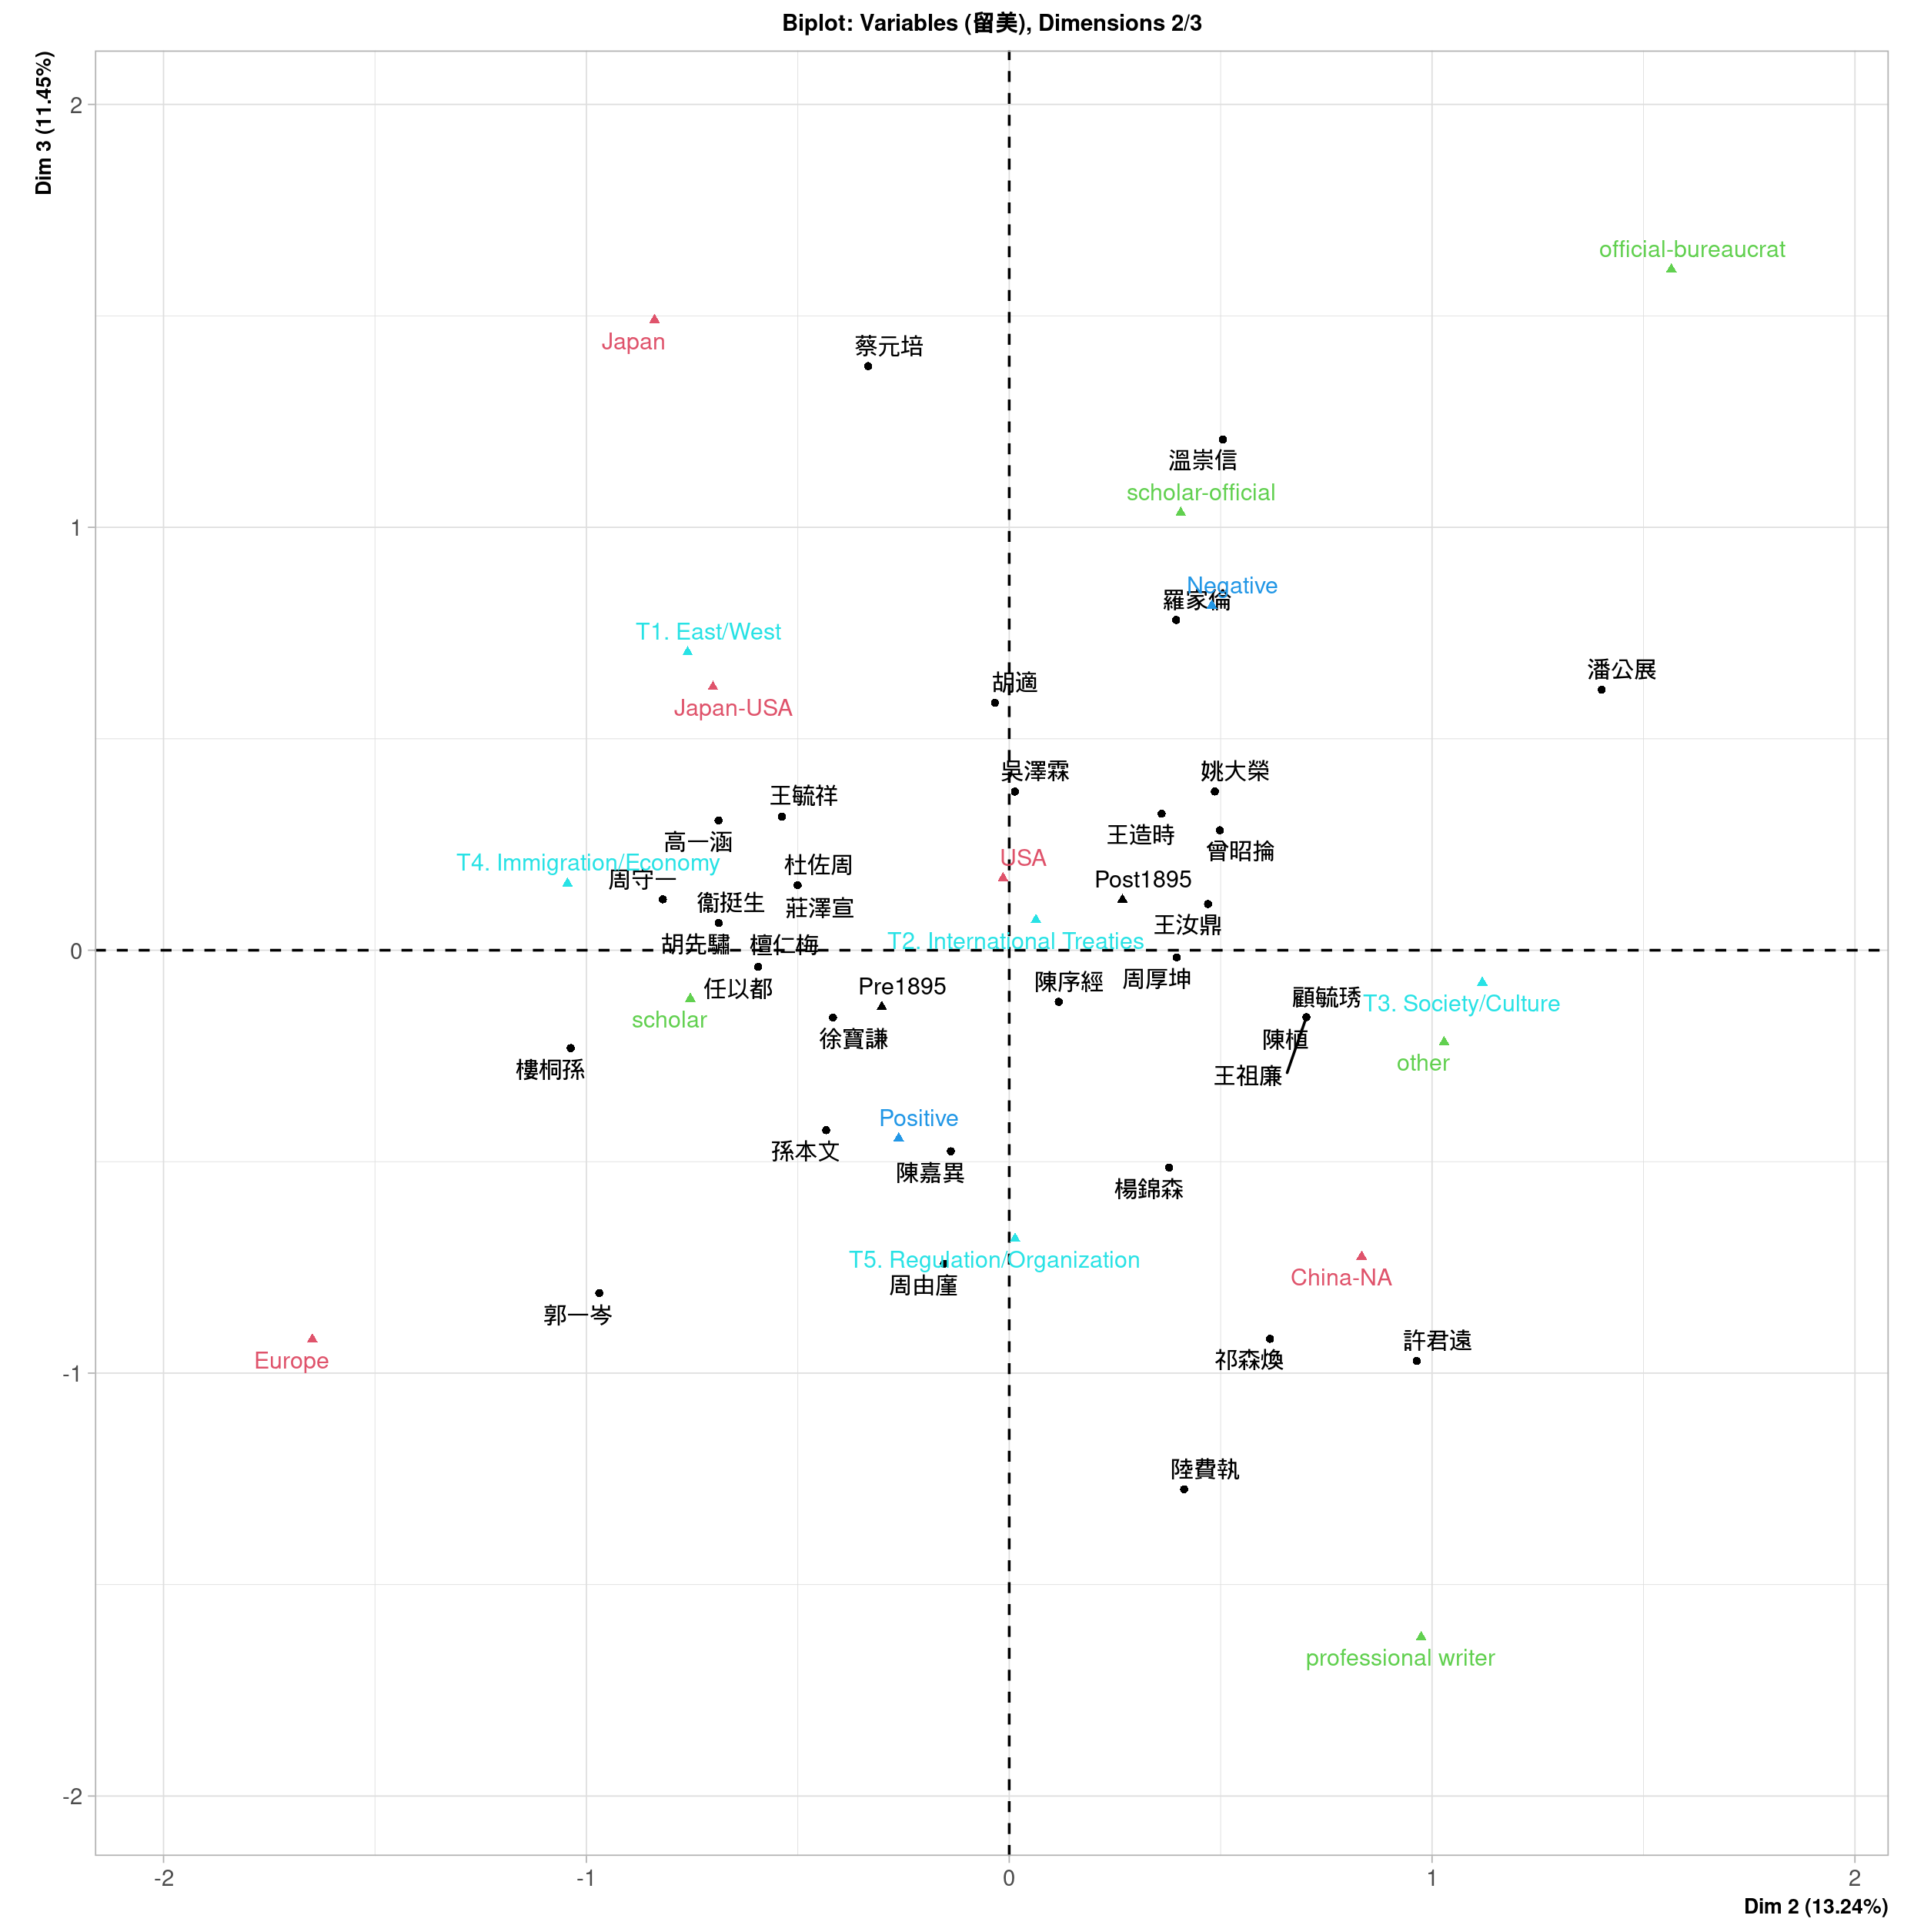 Biplot: Variables (留美), Dimensions 2/3
Dim 3 (11.45%)
2
official-bureaucrat
Japan
蔡元培
溫崇信
scholar-official
1
Negative
羅家倫
T1. East/West
潘公展
胡適
Japan-USA
吳澤霖
姚大榮
王毓祥
王造時
高一涵
曾昭掄
USA
T4. Immigration/Economy
杜佐周
周守一
Post1895
衞挺生
莊澤宣
王汝鼎
T2. International Treaties
胡先驌
檀仁梅
0
周厚坤
陳序經
Pre1895
任以都
顧毓琇
T3. Society/Culture
scholar
徐寶謙
陳植
other
樓桐孫
王祖廉
Positive
孫本文
陳嘉異
楊錦森
T5. Regulation/Organization
China-NA
周由廑
郭一岑
許君遠
Europe
祁森煥
-1
陸費執
professional writer
-2
-2
-1
0
1
2
Dim 2 (13.24%)